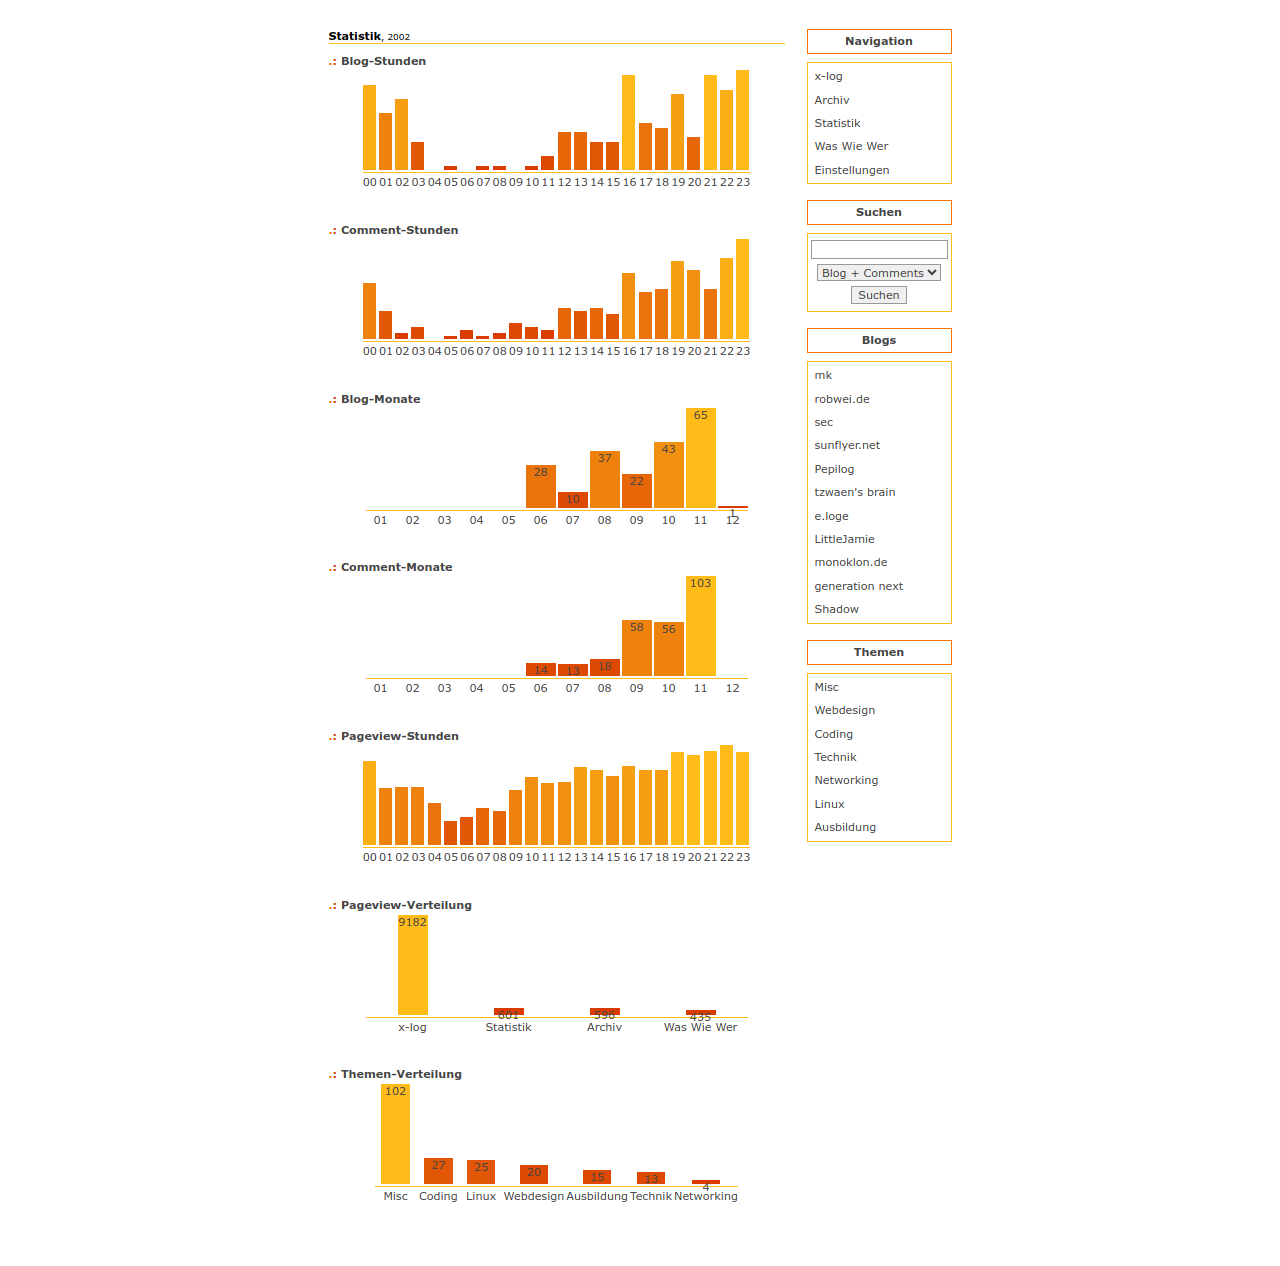 Statistik, 2002
.: Blog–Stunden
00 01 02 03 04 05 06 07 08 09 10 11 12 13 14 15 16 17 18 19 20 21 22 23
.: Comment–Stunden
00 01 02 03 04 05 06 07 08 09 10 11 12 13 14 15 16 17 18 19 20 21 22 23
.: Blog–Monate
28 10 37 22 43 65 1
01 02 03 04 05 06 07 08 09 10 11 12
.: Comment–Monate
14 13 18 58 56 103
01 02 03 04 05 06 07 08 09 10 11 12
.: Pageview–Stunden
00 01 02 03 04 05 06 07 08 09 10 11 12 13 14 15 16 17 18 19 20 21 22 23
.: Pageview–Verteilung
9182 601 596 435
x-log Statistik Archiv Was Wie Wer
.: Themen–Verteilung
102 27 25 20 15 13 4
Misc Coding Linux Webdesign Ausbildung Technik Networking
Navigation
x-log
Archiv
Statistik
Was Wie Wer
Einstellungen
Suchen
Blog + Comments
Suchen
Blogs
mk
robwei.de
sec
sunflyer.net
Pepilog
tzwaen's brain
e.loge
LittleJamie
monoklon.de
generation next
Shadow
Themen
Misc
Webdesign
Coding
Technik
Networking
Linux
Ausbildung